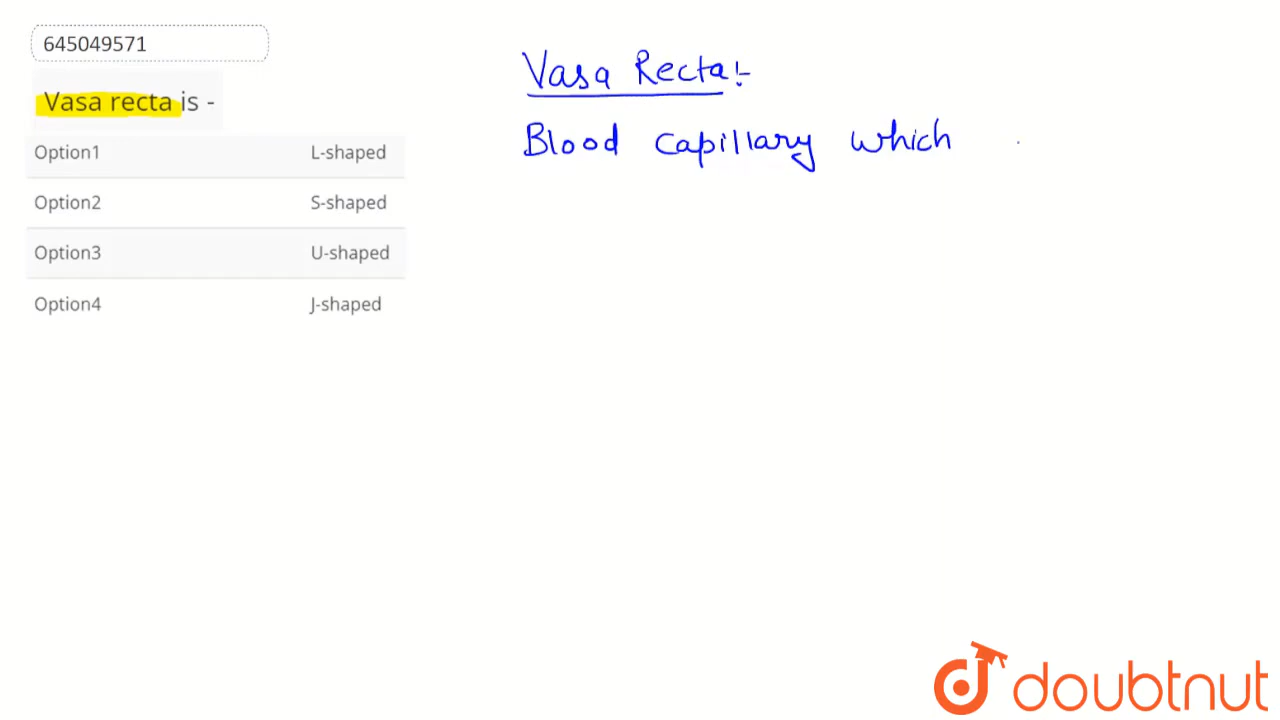 645049571
Vasa recta is -
Option1 L-shaped
Option2 S-shaped
Option3 U-shaped
Option4 J-shaped
Vasa Recta :-
Blood capillary which
doubtnut